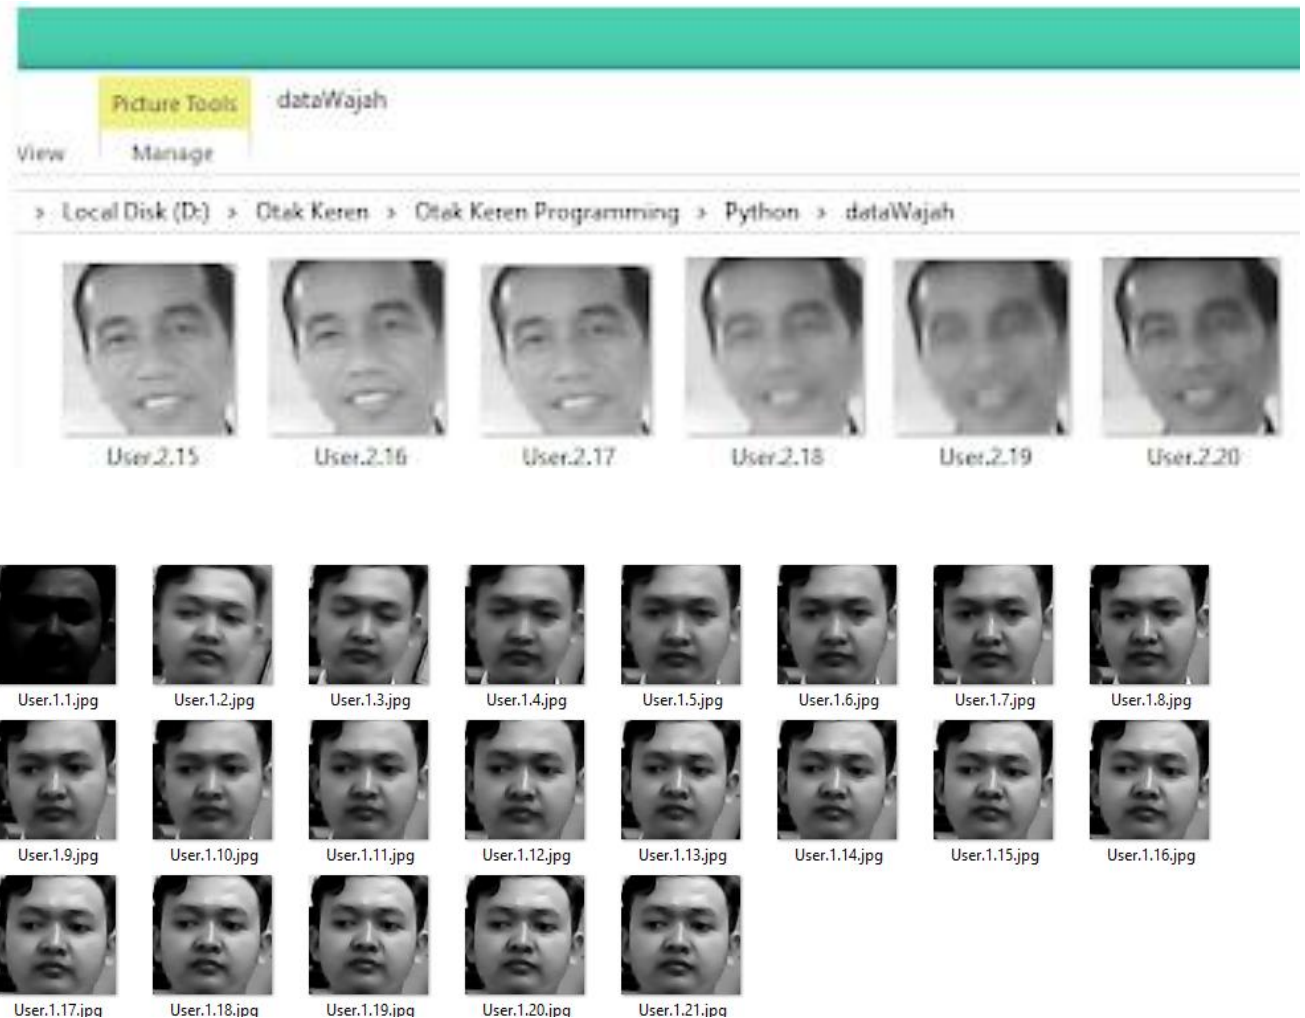 Picture Tools dataWajah
View Manage
> Local Disk (D:) > Otak Keren > Otak Keren Programming > Python > dataWajah
User.2.15 User.2.16 User.2.17 User.2.18 User.2.19 User.2.20
User.1.1.jpg User.1.2.jpg User.1.3.jpg User.1.4.jpg User.1.5.jpg User.1.6.jpg User.1.7.jpg User.1.8.jpg
User.1.9.jpg User.1.10.jpg User.1.11.jpg User.1.12.jpg User.1.13.jpg User.1.14.jpg User.1.15.jpg User.1.16.jpg
User.1.17.jpg User.1.18.jpg User.1.19.jpg User.1.20.jpg User.1.21.jpg